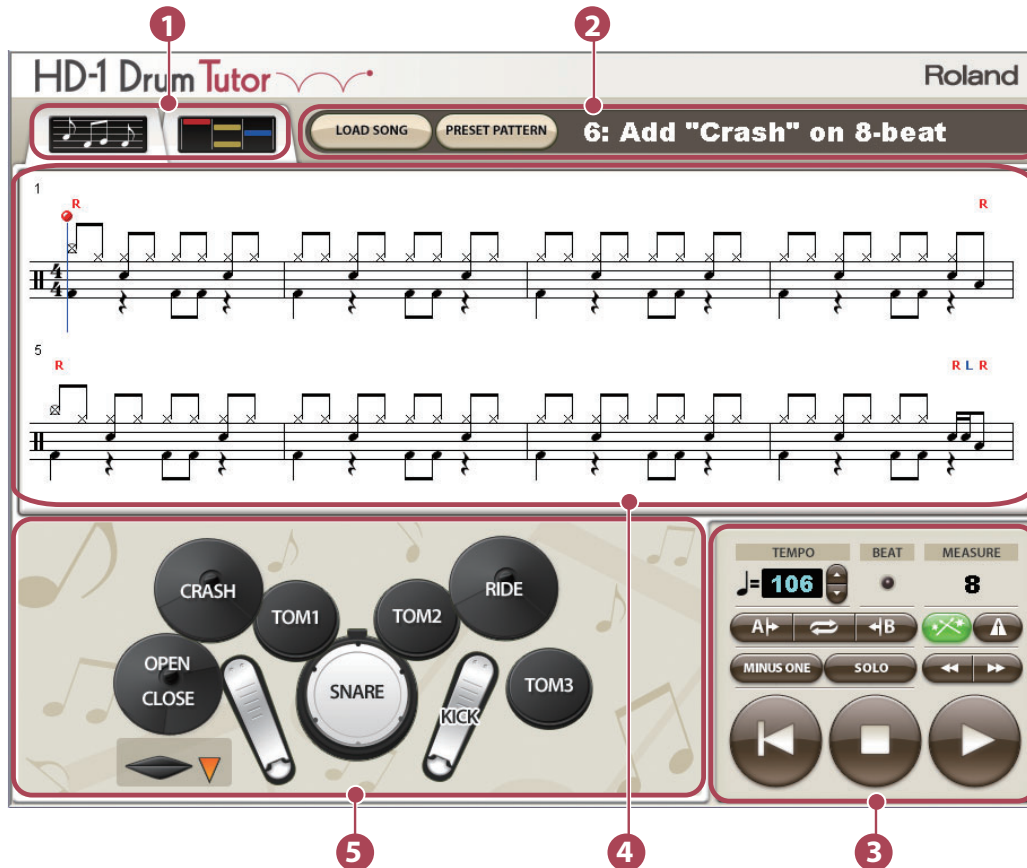 1 2
HD-1 Drum Tutor Roland
LOAD SONG PRESET PATTERN 6: Add "Crash" on 8-beat
1
R R
4
4
5
R R L R
TEMPO BEAT MEASURE
♩= 106 8
A B
MINUS ONE SOLO
CRASH TOM1 TOM2 RIDE
OPEN
CLOSE
SNARE KICK TOM3
5 4 3